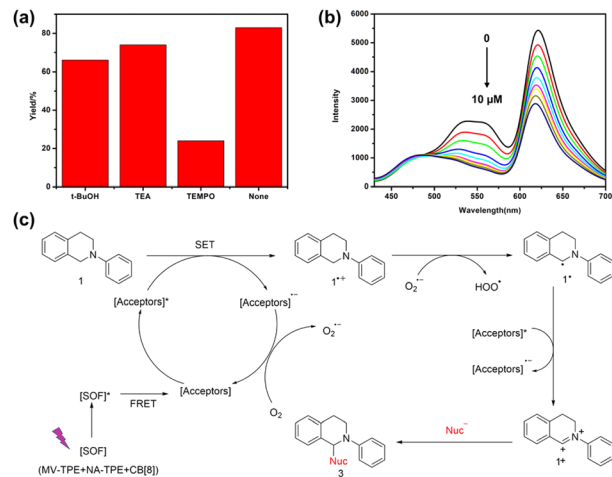 (a)
80
60
40
20
0
Yield/%
t-BuOH TEA TEMPO None
(b)
6000
5000
4000
3000
2000
1000
0
Intensity
0
10 μM
450 500 550 600 650 700
Wavelength(nm)
(c)
SET
1
1•+
O2•− HOO•
1•
[Acceptors]* [Acceptors]•−
O2•−
[Acceptors]*
[Acceptors]•−
[SOF]* FRET [Acceptors]
O2
[SOF]
(MV-TPE+NA-TPE+CB[8])
N
Nuc
3
Nuc−
N+
+
1+